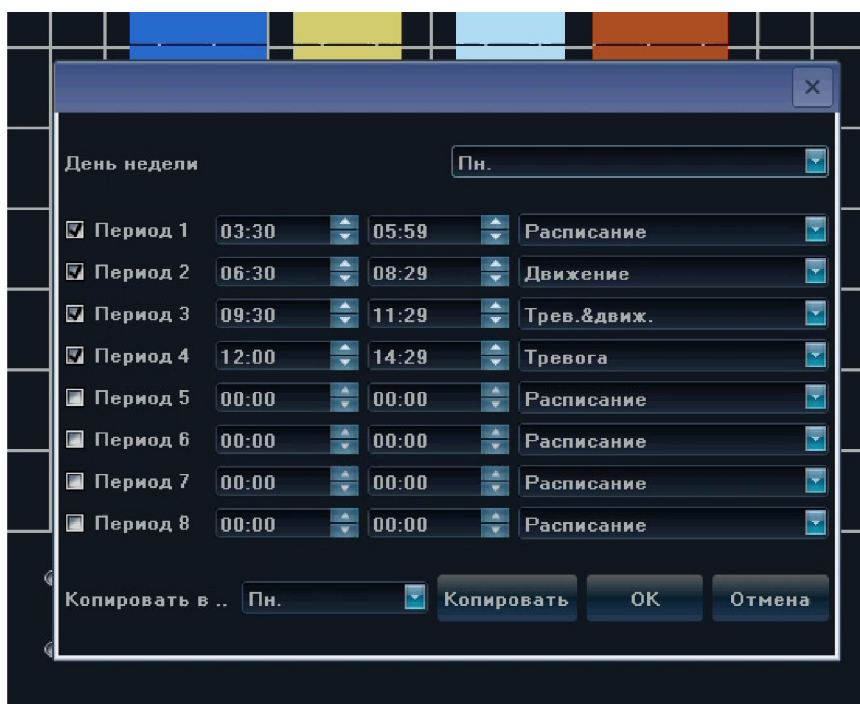 День недели Пн.
Период 1 03:30 05:59 Расписание
Период 2 06:30 08:29 Движение
Период 3 09:30 11:29 Трев.&движ.
Период 4 12:00 14:29 Тревога
Период 5 00:00 00:00 Расписание
Период 6 00:00 00:00 Расписание
Период 7 00:00 00:00 Расписание
Период 8 00:00 00:00 Расписание
Копировать в .. Пн. Копировать OK Отмена